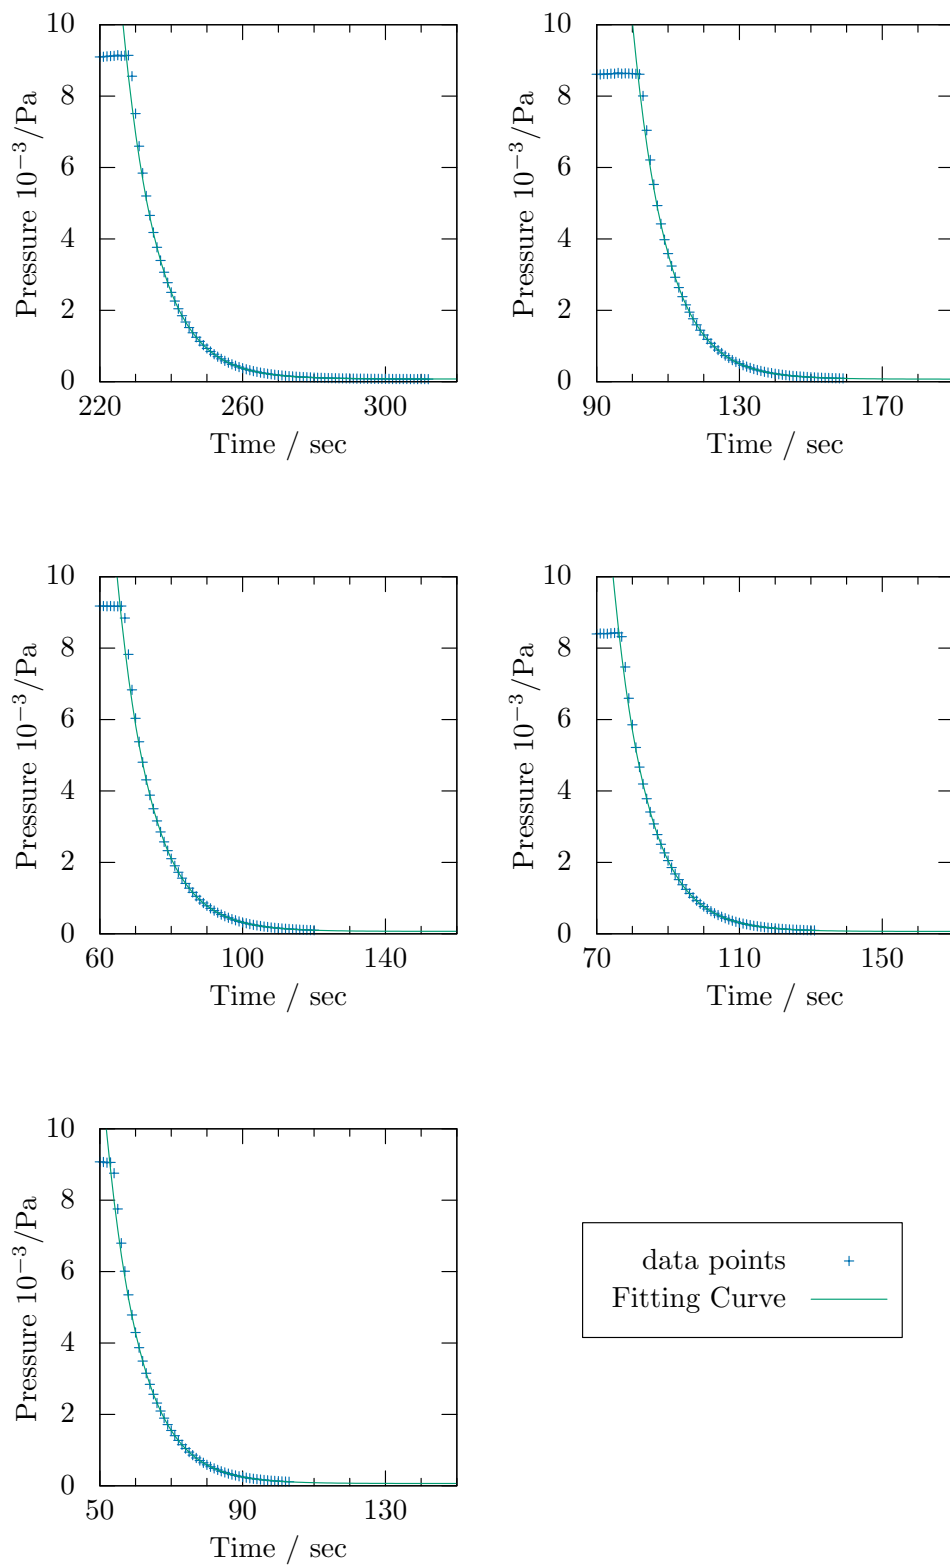 10
8
6
4
2
0
220 260 300
Pressure 10⁻³/Pa
Time / sec
10
8
6
4
2
0
90 130 170
Pressure 10⁻³/Pa
Time / sec
10
8
6
4
2
0
60 100 140
Pressure 10⁻³/Pa
Time / sec
10
8
6
4
2
0
70 110 150
Pressure 10⁻³/Pa
Time / sec
10
8
6
4
2
0
50 90 130
Pressure 10⁻³/Pa
Time / sec
data points
Fitting Curve